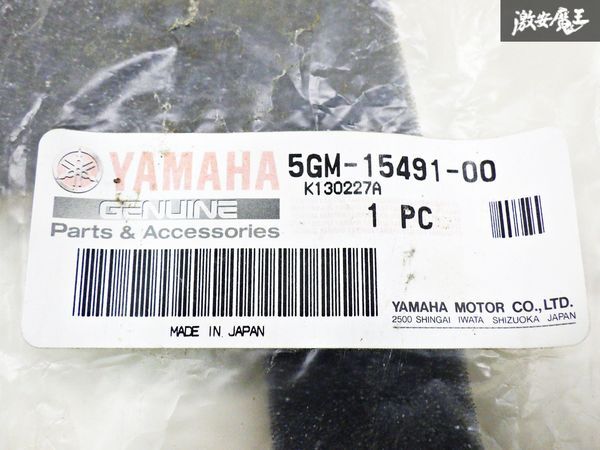 激安魔王
YAMAHA
GENUINE
Parts & Accessories
5GM-15491-00
K130227A
1 PC
MADE IN JAPAN
YAMAHA MOTOR CO.,LTD.
2500 SHINGAI IWATA SHIZUOKA JAPAN